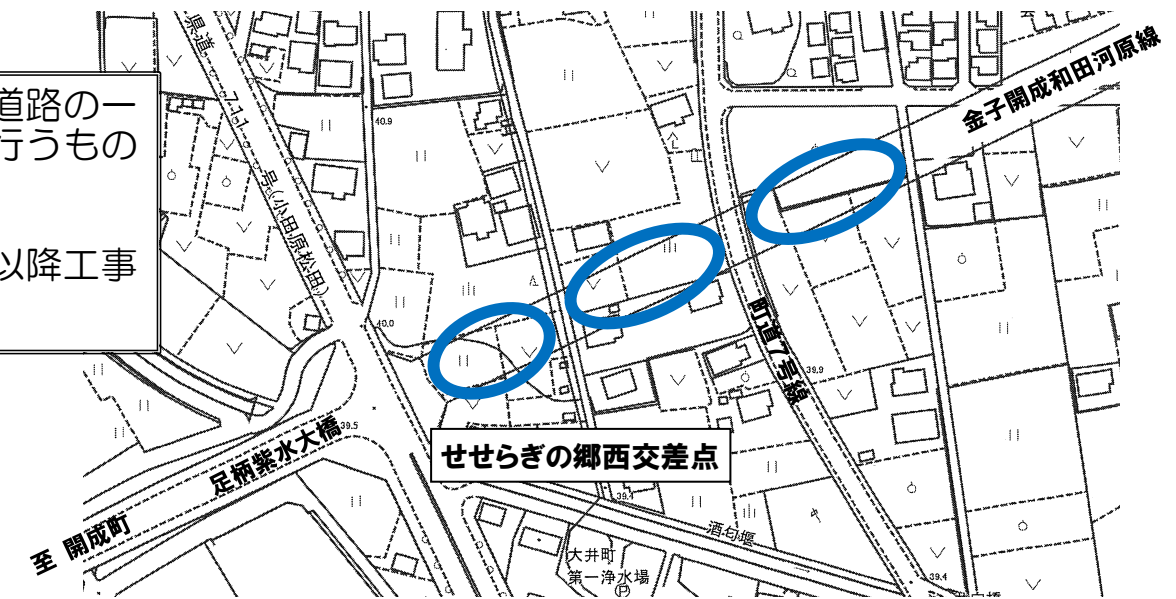 道路の一
行うもの
以降工事
県道
711
号(小田原松田)
40.9
金子開成和田河原線
40.0
町道7号線
39.9
39.5
足柄紫水大橋
せせらぎの郷西交差点
至 開成町
39.4
酒匂堰
大井町
第一浄水場
P
39.4